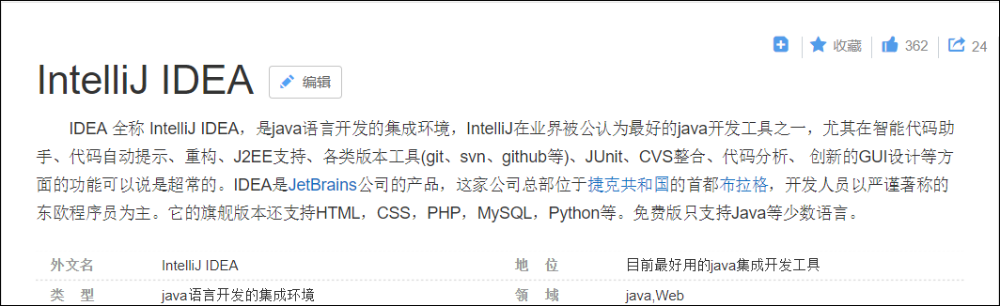 收藏 362 24
IntelliJ IDEA 编辑
IDEA 全称 IntelliJ IDEA，是java语言开发的集成环境，IntelliJ在业界被公认为最好的java开发工具之一，尤其在智能代码助
手、代码自动提示、重构、J2EE支持、各类版本工具(git、svn、github等)、JUnit、CVS整合、代码分析、 创新的GUI设计等方
面的功能可以说是超常的。IDEA是JetBrains公司的产品，这家公司总部位于捷克共和国的首都布拉格，开发人员以严谨著称的
东欧程序员为主。它的旗舰版本还支持HTML，CSS，PHP，MySQL，Python等。免费版只支持Java等少数语言。
外文名 IntelliJ IDEA 地 位 目前最好用的java集成开发工具
类 型 java语言开发的集成环境 领 域 java,Web